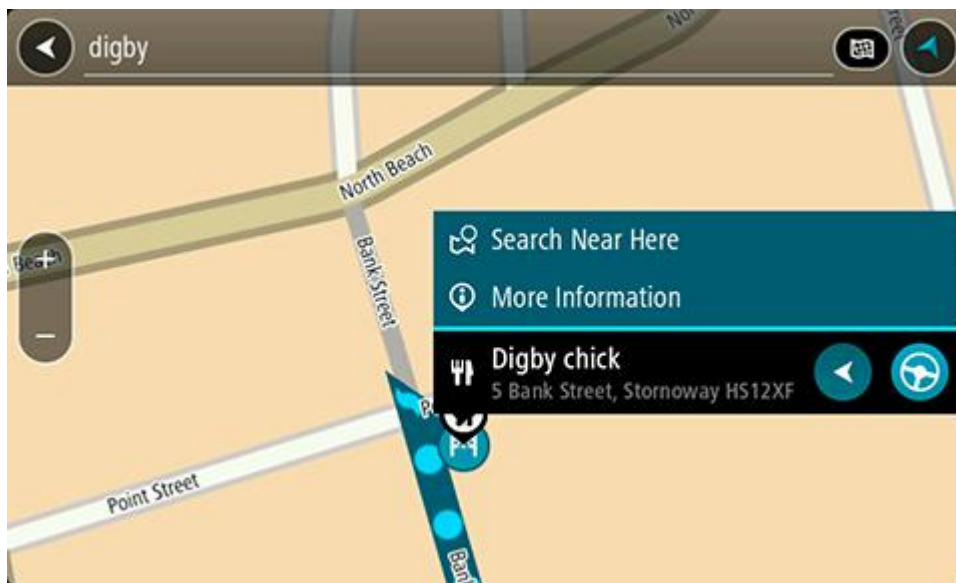 digby
North Beach
Beach
Bank Street
Search Near Here
More Information
Digby chick
5 Bank Street, Stornoway HS12XF
Point Street